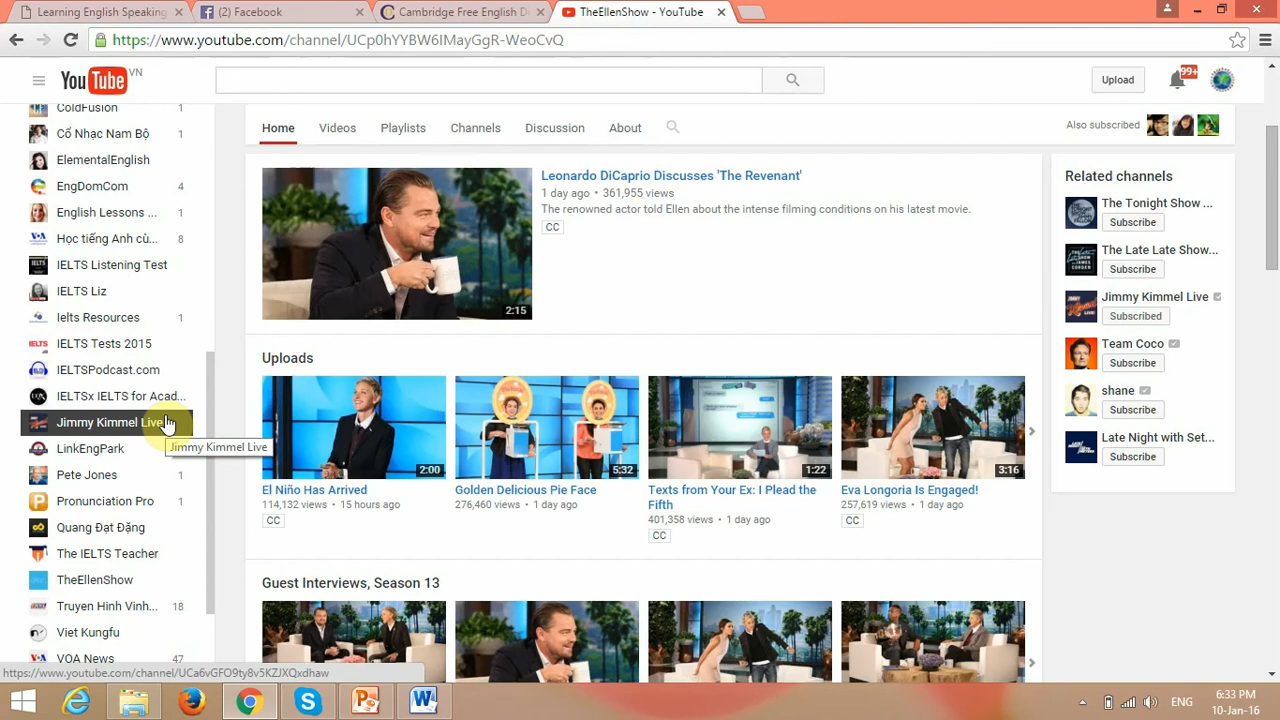 Learning English Speaking
(2) Facebook
Cambridge Free English Di
TheEllenShow - YouTube
https://www.youtube.com/channel/UCp0hYYBW6IMayGgR-WeoCvQ
YouTube VN
Upload
99+
ColdFusion 1
Cổ Nhạc Nam Bộ 1
ElementalEnglish
EngDomCom 4
English Lessons ... 1
Học tiếng Anh cù... 8
IELTS Listening Test
IELTS Liz
Ielts Resources 1
IELTS Tests 2015
IELTSPodcast.com
IELTSx IELTS for Acad...
Jimmy Kimmel Live
Jimmy Kimmel Live
LinkEngPark
Pete Jones 1
Pronunciation Pro 1
Quang Đạt Đặng
The IELTS Teacher
TheEllenShow
Truyen Hinh Vinh... 18
Viet Kungfu
VOA News 47
https://www.youtube.com/channel/UCa6vGFO9ty8v5KZJXQxdhaw
Home Videos Playlists Channels Discussion About
Also subscribed
Leonardo DiCaprio Discusses 'The Revenant'
1 day ago • 361,955 views
The renowned actor told Ellen about the intense filming conditions on his latest movie.
CC
2:15
Uploads
2:00
El Niño Has Arrived
114,132 views • 15 hours ago
CC
5:32
Golden Delicious Pie Face
276,460 views • 1 day ago
1:22
Texts from Your Ex: I Plead the
Fifth
401,358 views • 1 day ago
CC
3:16
Eva Longoria Is Engaged!
257,619 views • 1 day ago
CC
Guest Interviews, Season 13
Related channels
The Tonight Show ...
Subscribe
The Late Late Show...
Subscribe
Jimmy Kimmel Live
Subscribed
Team Coco
Subscribe
shane
Subscribe
Late Night with Set...
Subscribe
ENG
6:33 PM
10-Jan-16